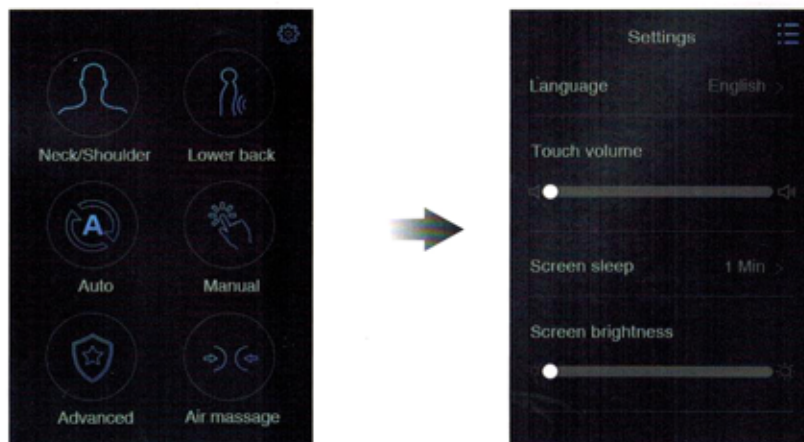 Neck/Shoulder Lower back
A
Auto Manual
Advanced Air massage
Settings
Language English >
Touch volume
Screen sleep 1 Min >
Screen brightness